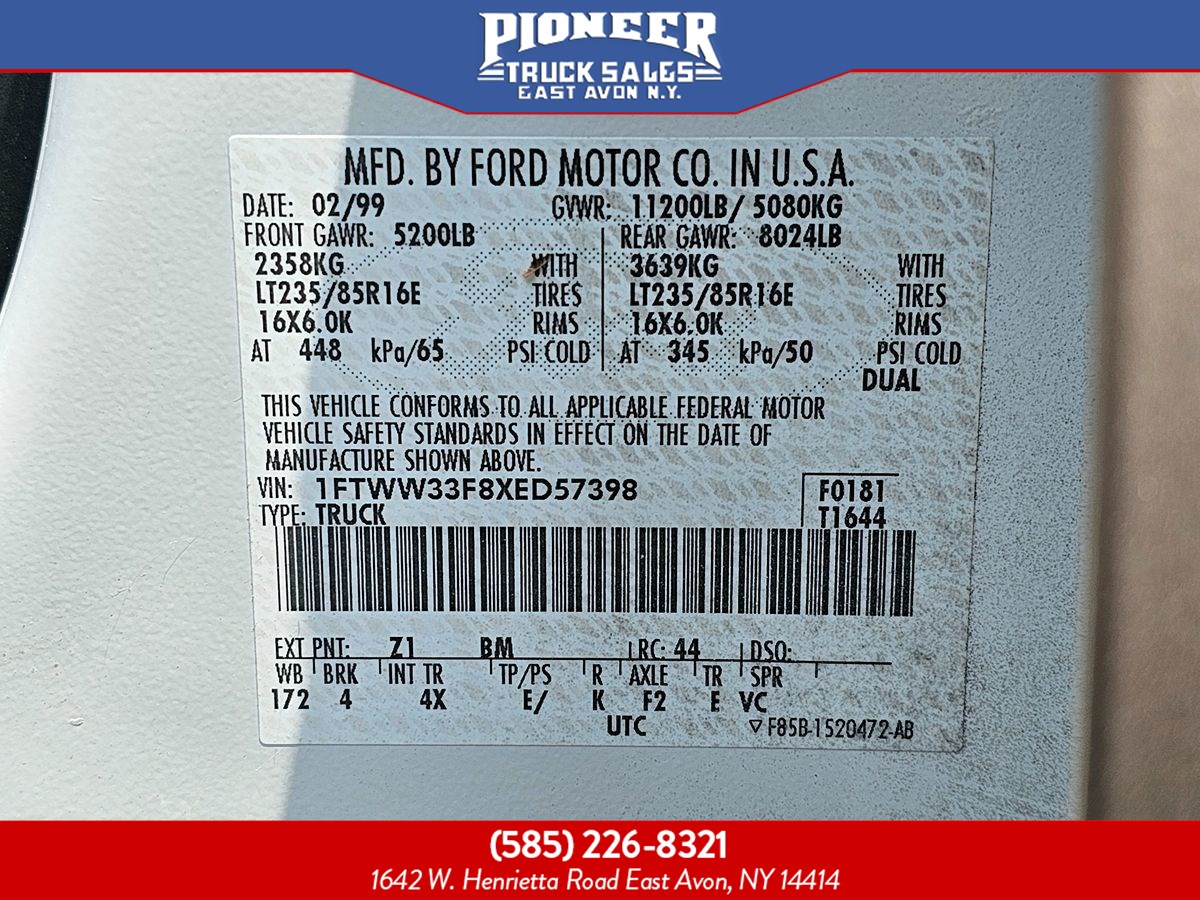 PIONEER
TRUCK SALES
EAST AVON N.Y.
MFD. BY FORD MOTOR CO. IN U.S.A.
DATE: 02/99 GVWR: 11200LB/ 5080KG
FRONT GAWR: 5200LB REAR GAWR: 8024LB
2358KG WITH 3639KG WITH
LT235/85R16E TIRES LT235/85R16E TIRES
16X6.0K RIMS 16X6.0K RIMS
AT 448 kPa/65 PSI COLD AT 345 kPa/50 PSI COLD
DUAL
THIS VEHICLE CONFORMS TO ALL APPLICABLE FEDERAL MOTOR
VEHICLE SAFETY STANDARDS IN EFFECT ON THE DATE OF
MANUFACTURE SHOWN ABOVE.
VIN: 1FTWW33F8XED57398 F0181
TYPE: TRUCK T1644
EXT PNT: Z1 BM RC: 44 DSO:
WB BRK INT TR TP/PS R AXLE TR SPR
172 4 4X E/ K F2 E VC
UTC ▽ F85B-1520472-AB
(585) 226-8321
1642 W. Henrietta Road East Avon, NY 14414